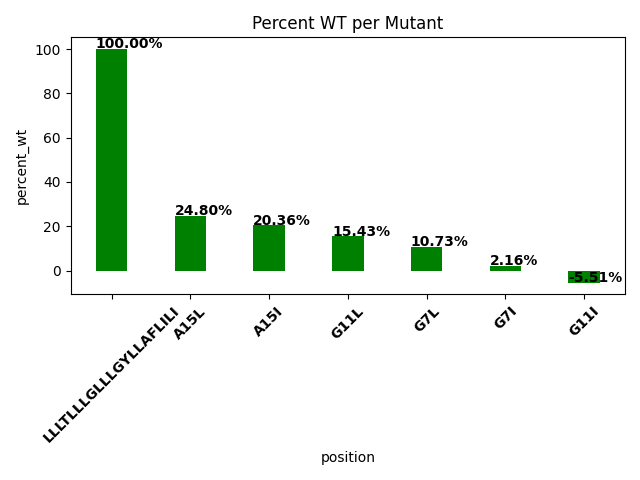 Percent WT per Mutant
percent_wt
100
80
60
40
20
0
100.00%
24.80%
20.36%
15.43%
10.73%
2.16%
-5.51%
LLLTLLLGLLLGYLLAFLILI
A15L
A15I
G11L
G7L
G7I
G11I
position